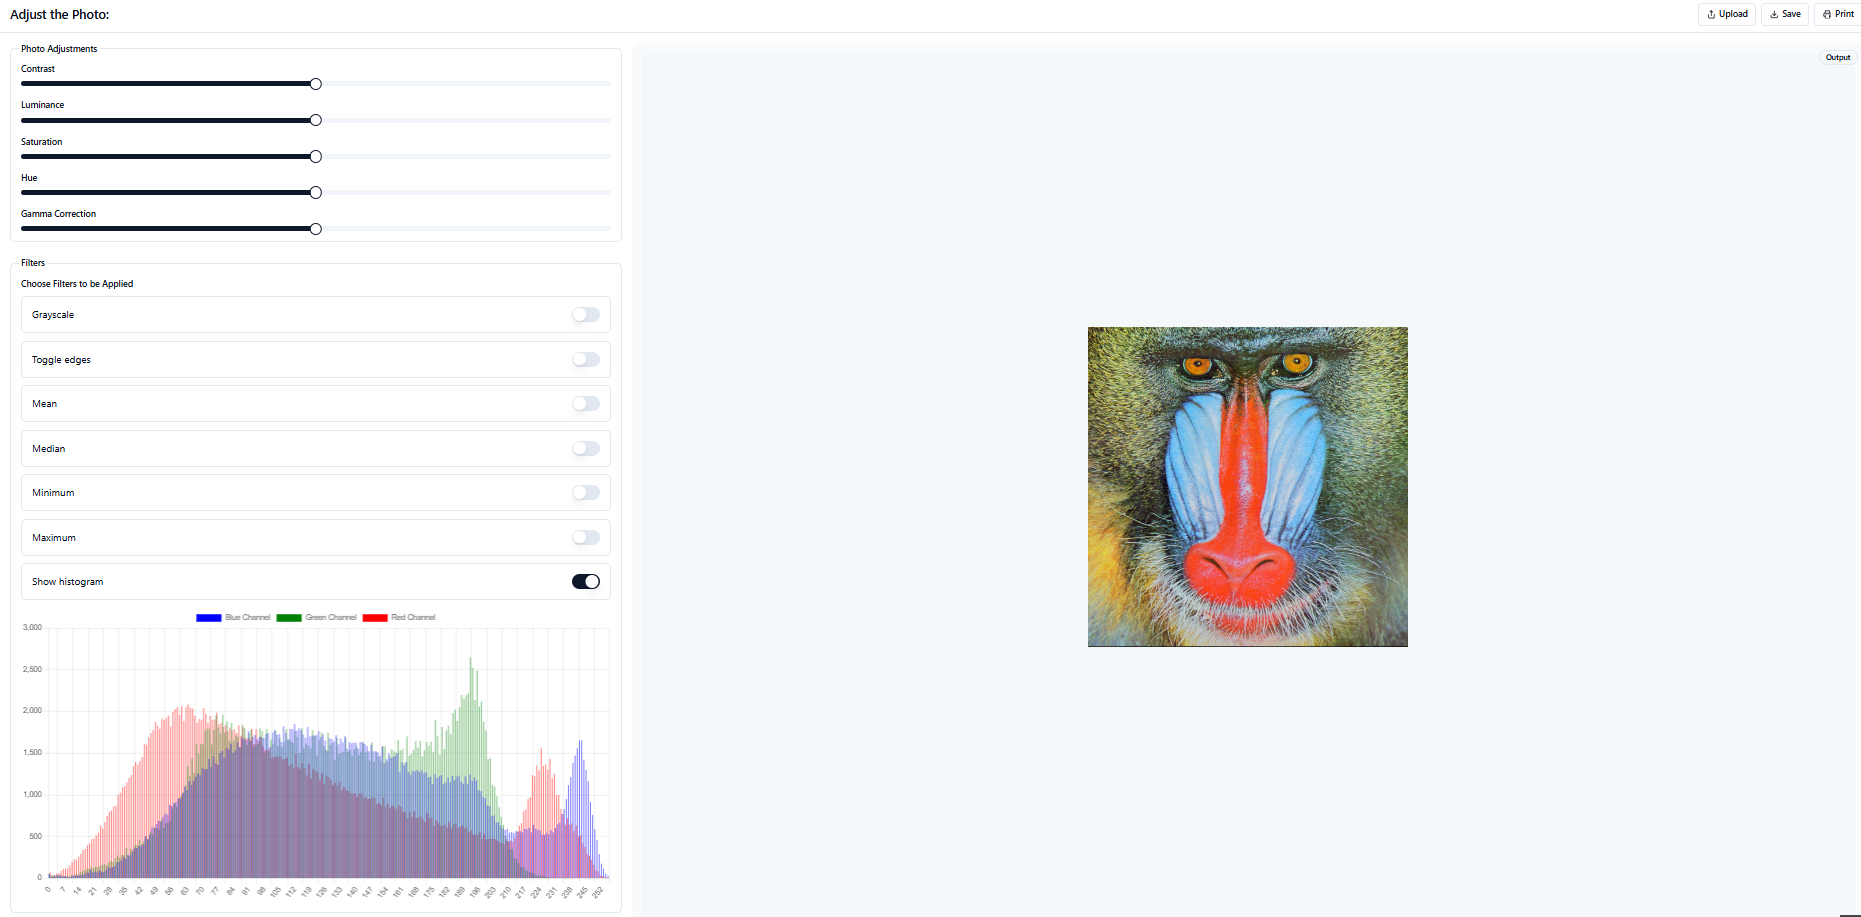 Adjust the Photo:
Upload
Save
Print
Photo Adjustments
Contrast
Luminance
Saturation
Hue
Gamma Correction
Filters
Choose Filters to be Applied
Grayscale
Toggle edges
Mean
Median
Minimum
Maximum
Show histogram
Blue Channel
Green Channel
Red Channel
3,000
2,500
2,000
1,500
1,000
500
0
0 7 14 21 28 35 42 49 56 63 70 77 84 91 98 105 112 119 126 133 140 147 154 161 168 175 182 189 196 203 210 217 224 231 238 245 252
Output